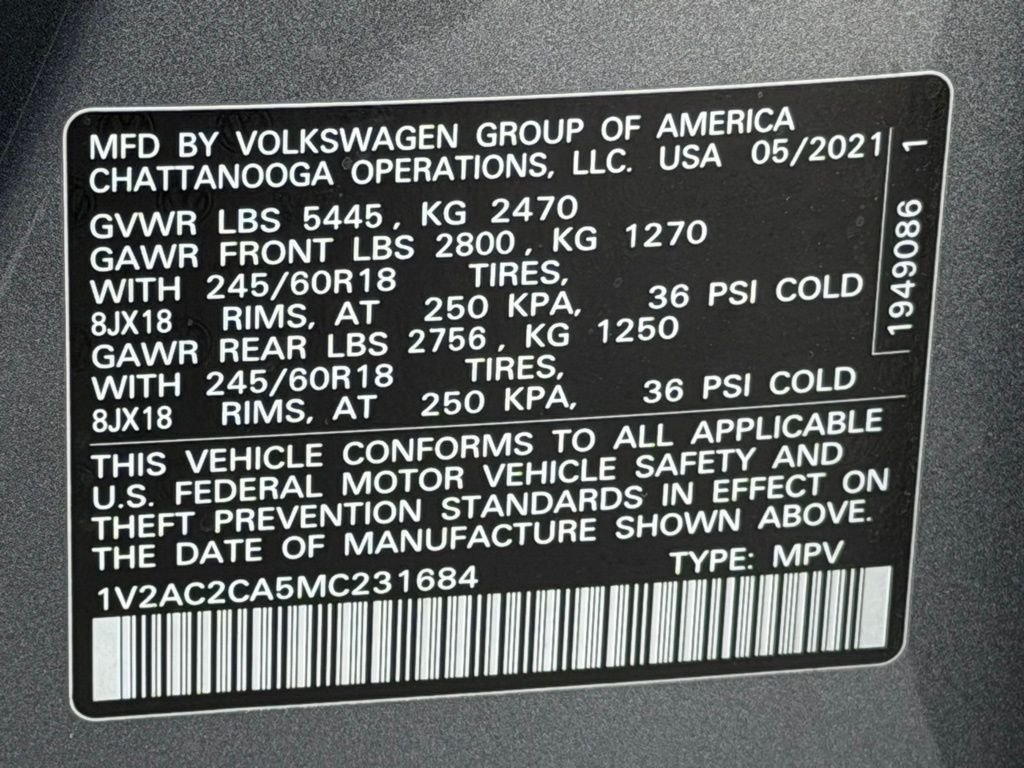 MFD BY VOLKSWAGEN GROUP OF AMERICA
CHATTANOOGA OPERATIONS, LLC. USA 05/2021
GVWR LBS 5445, KG 2470
GAWR FRONT LBS 2800, KG 1270
WITH 245/60R18 TIRES,
8JX18 RIMS, AT 250 KPA, 36 PSI COLD
GAWR REAR LBS 2756, KG 1250
WITH 245/60R18 TIRES,
8JX18 RIMS, AT 250 KPA, 36 PSI COLD
1949086 1
THIS VEHICLE CONFORMS TO ALL APPLICABLE
U.S. FEDERAL MOTOR VEHICLE SAFETY AND
THEFT PREVENTION STANDARDS IN EFFECT ON
THE DATE OF MANUFACTURE SHOWN ABOVE.
1V2AC2CA5MC231684 TYPE: MPV